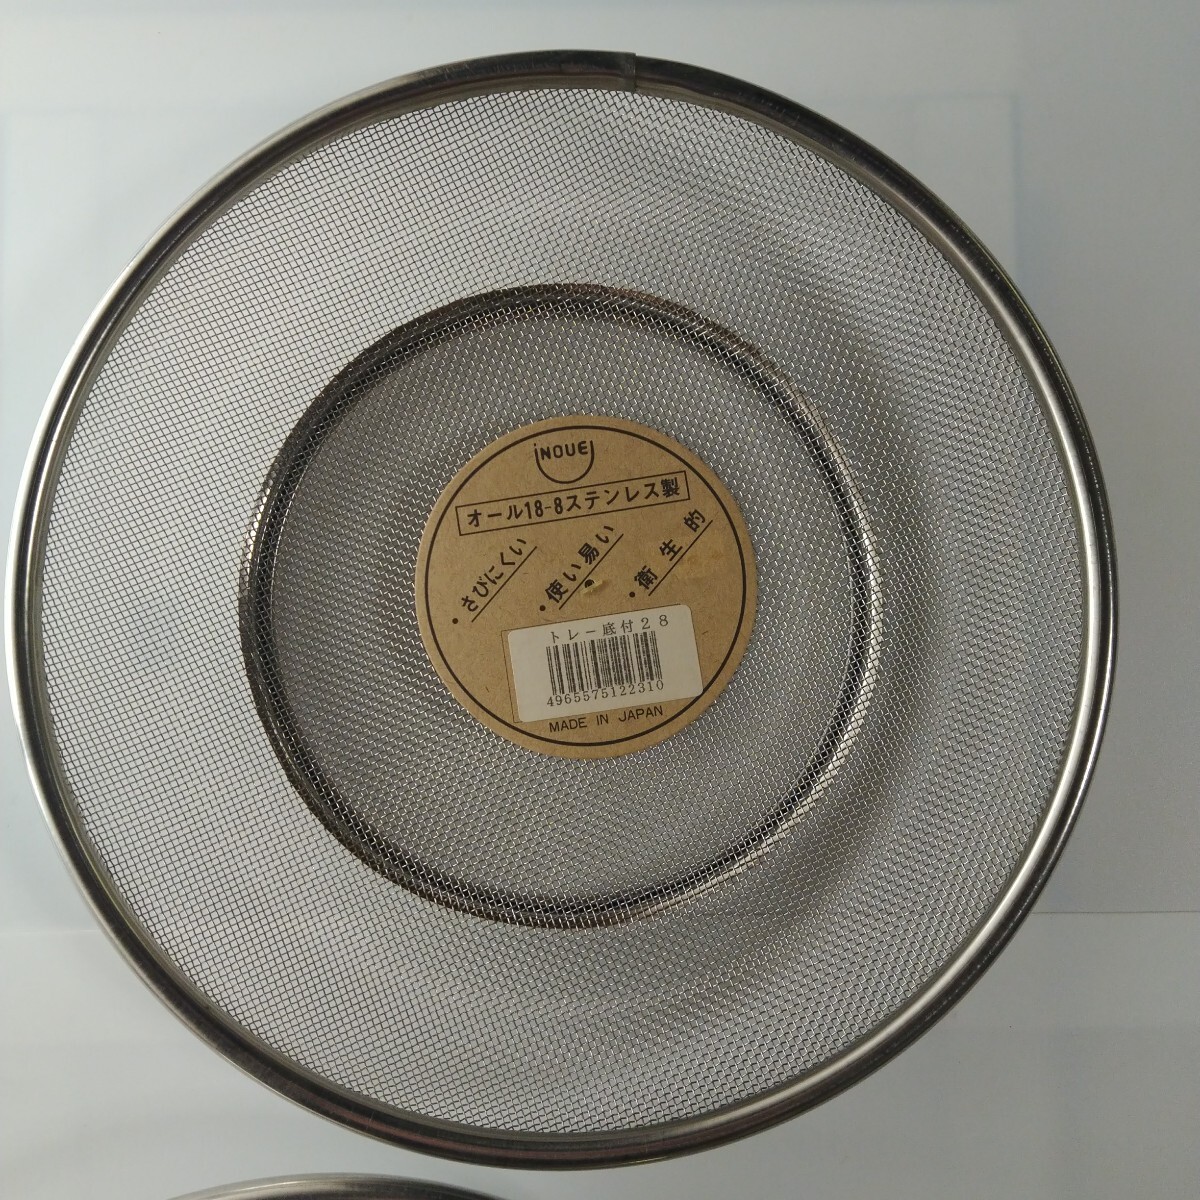 INOUE
オール18-8ステンレス製
・さびにくい
・使い易い
・衛生的
トレー底付28
4965575122310
MADE IN JAPAN